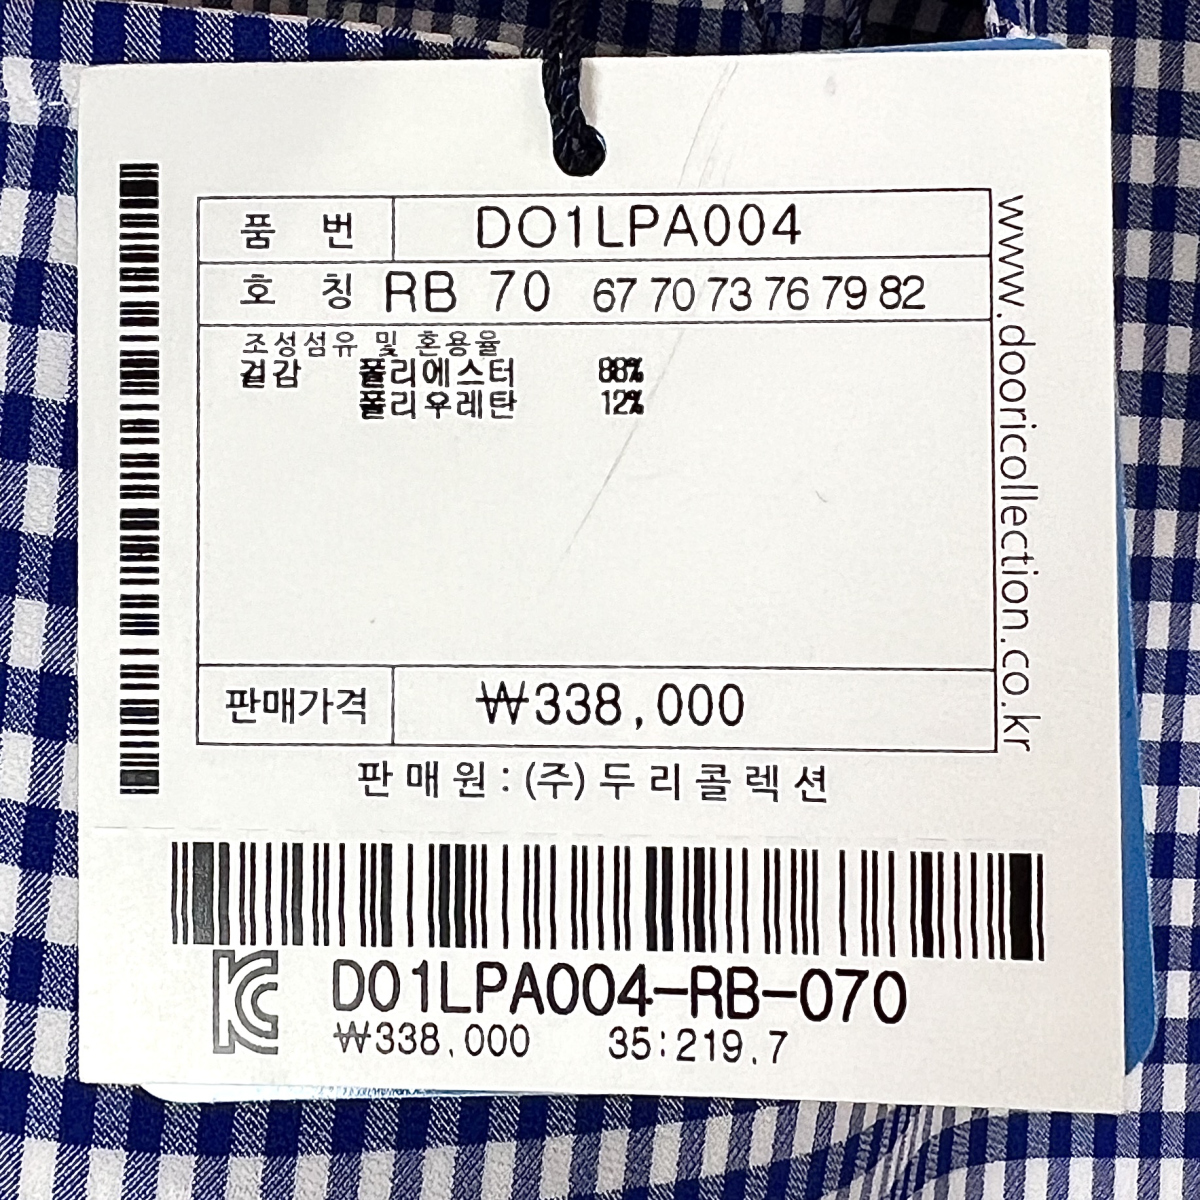 품 번 DO1LPA004
호 칭 RB 70 67 70 73 76 79 82
조성섬유 및 혼용율
겉감 폴리에스터 88%
폴리우레탄 12%
판매가격 ₩338,000
판매원 : (주)두리콜렉션
www.dooricollection.co.kr
KC DO1LPA004-RB-070
₩338,000 35:219.7